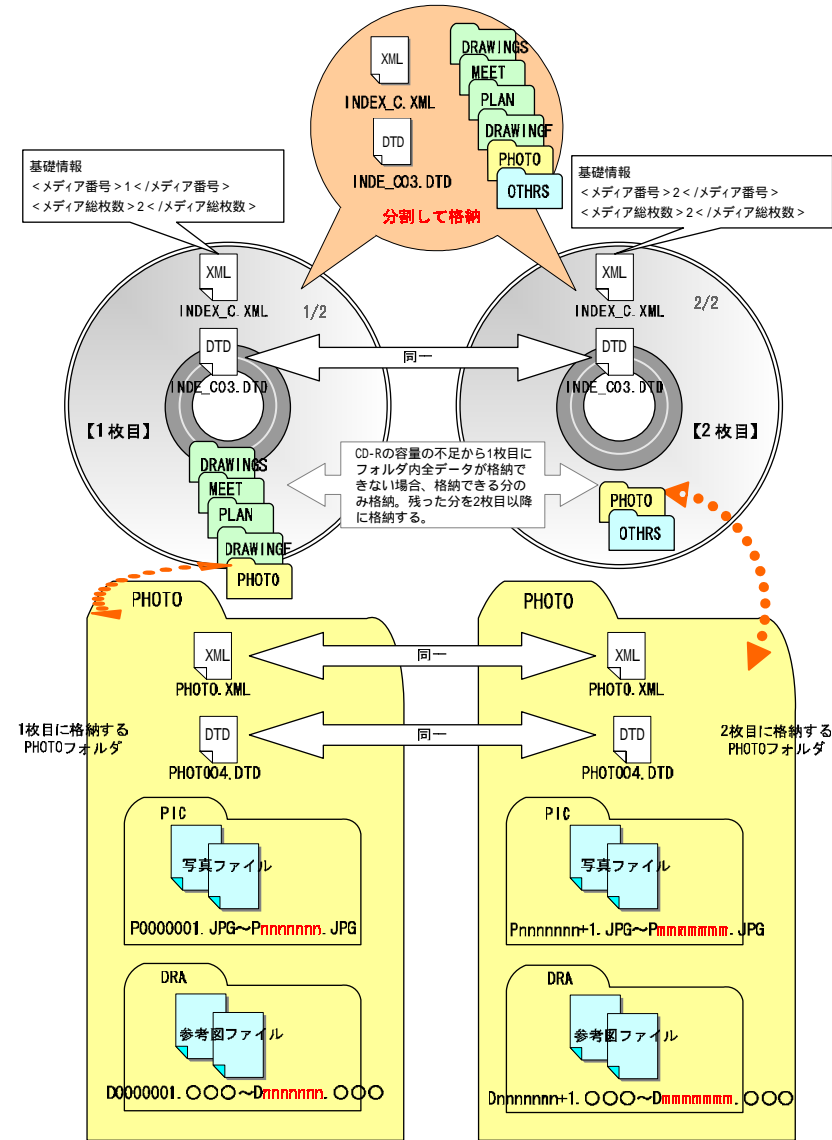 XML
INDEX_C.XML
DTD
INDE_C03.DTD
DRAWINGS
MEET
PLAN
DRAWINGF
PHOTO
OTHRS
分割して格納
基礎情報
<メディア番号>1</メディア番号>
<メディア総枚数>2</メディア総枚数>
基礎情報
<メディア番号>2</メディア番号>
<メディア総枚数>2</メディア総枚数>
XML
INDEX_C.XML
1/2
DTD
INDE_C03.DTD
【1枚目】
DRAWINGS
MEET
PLAN
DRAWINGF
PHOTO
同一
XML
INDEX_C.XML
2/2
DTD
INDE_C03.DTD
【2枚目】
PHOTO
OTHRS
CD-Rの容量の不足から1枚目に
フォルダ内全データが格納で
きない場合、格納できる分の
み格納。残った分を2枚目以降
に格納する。
PHOTO
XML
PHOTO.XML
DTD
PHOTO04.DTD
1枚目に格納する
PHOTOフォルダ
PIC
写真ファイル
P0000001.JPG～Pnnnnnnn.JPG
DRA
参考図ファイル
D0000001.〇〇〇～Dnnnnnnn.〇〇〇
同一
同一
PHOTO
XML
PHOTO.XML
DTD
PHOTO04.DTD
2枚目に格納する
PHOTOフォルダ
PIC
写真ファイル
Pnnnnnnn+1.JPG～Pmmmmmmm.JPG
DRA
参考図ファイル
Dnnnnnnn+1.〇〇〇～Dmmmmmmm.〇〇〇